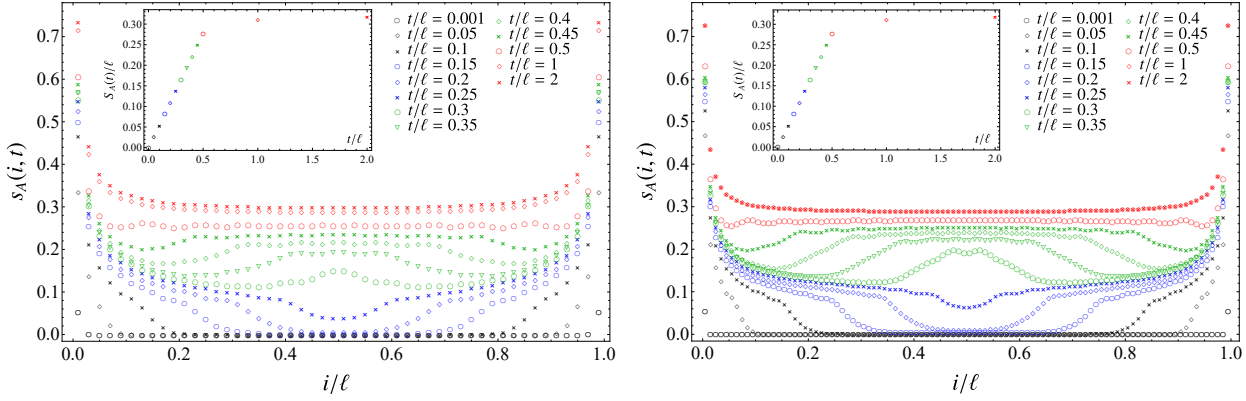 s_A(i, t)
0.7
0.6
0.5
0.4
0.3
0.2
0.1
0.0
0.0 0.2 0.4 0.6 0.8 1.0
i/ℓ
S_A(t)/ℓ
0.30
0.25
0.20
0.15
0.10
0.05
0.00
0.0 0.5 1.0 1.5 2.0
t/ℓ
t/ℓ = 0.001
t/ℓ = 0.05
t/ℓ = 0.1
t/ℓ = 0.15
t/ℓ = 0.2
t/ℓ = 0.25
t/ℓ = 0.3
t/ℓ = 0.35
t/ℓ = 0.4
t/ℓ = 0.45
t/ℓ = 0.5
t/ℓ = 1
t/ℓ = 2
s_A(i, t)
0.7
0.6
0.5
0.4
0.3
0.2
0.1
0.0
0.0 0.2 0.4 0.6 0.8 1.0
i/ℓ
S_A(t)/ℓ
0.30
0.25
0.20
0.15
0.10
0.05
0.00
0.0 0.5 1.0 1.5 2.0
t/ℓ
t/ℓ = 0.001
t/ℓ = 0.05
t/ℓ = 0.1
t/ℓ = 0.15
t/ℓ = 0.2
t/ℓ = 0.25
t/ℓ = 0.3
t/ℓ = 0.35
t/ℓ = 0.4
t/ℓ = 0.45
t/ℓ = 0.5
t/ℓ = 1
t/ℓ = 2